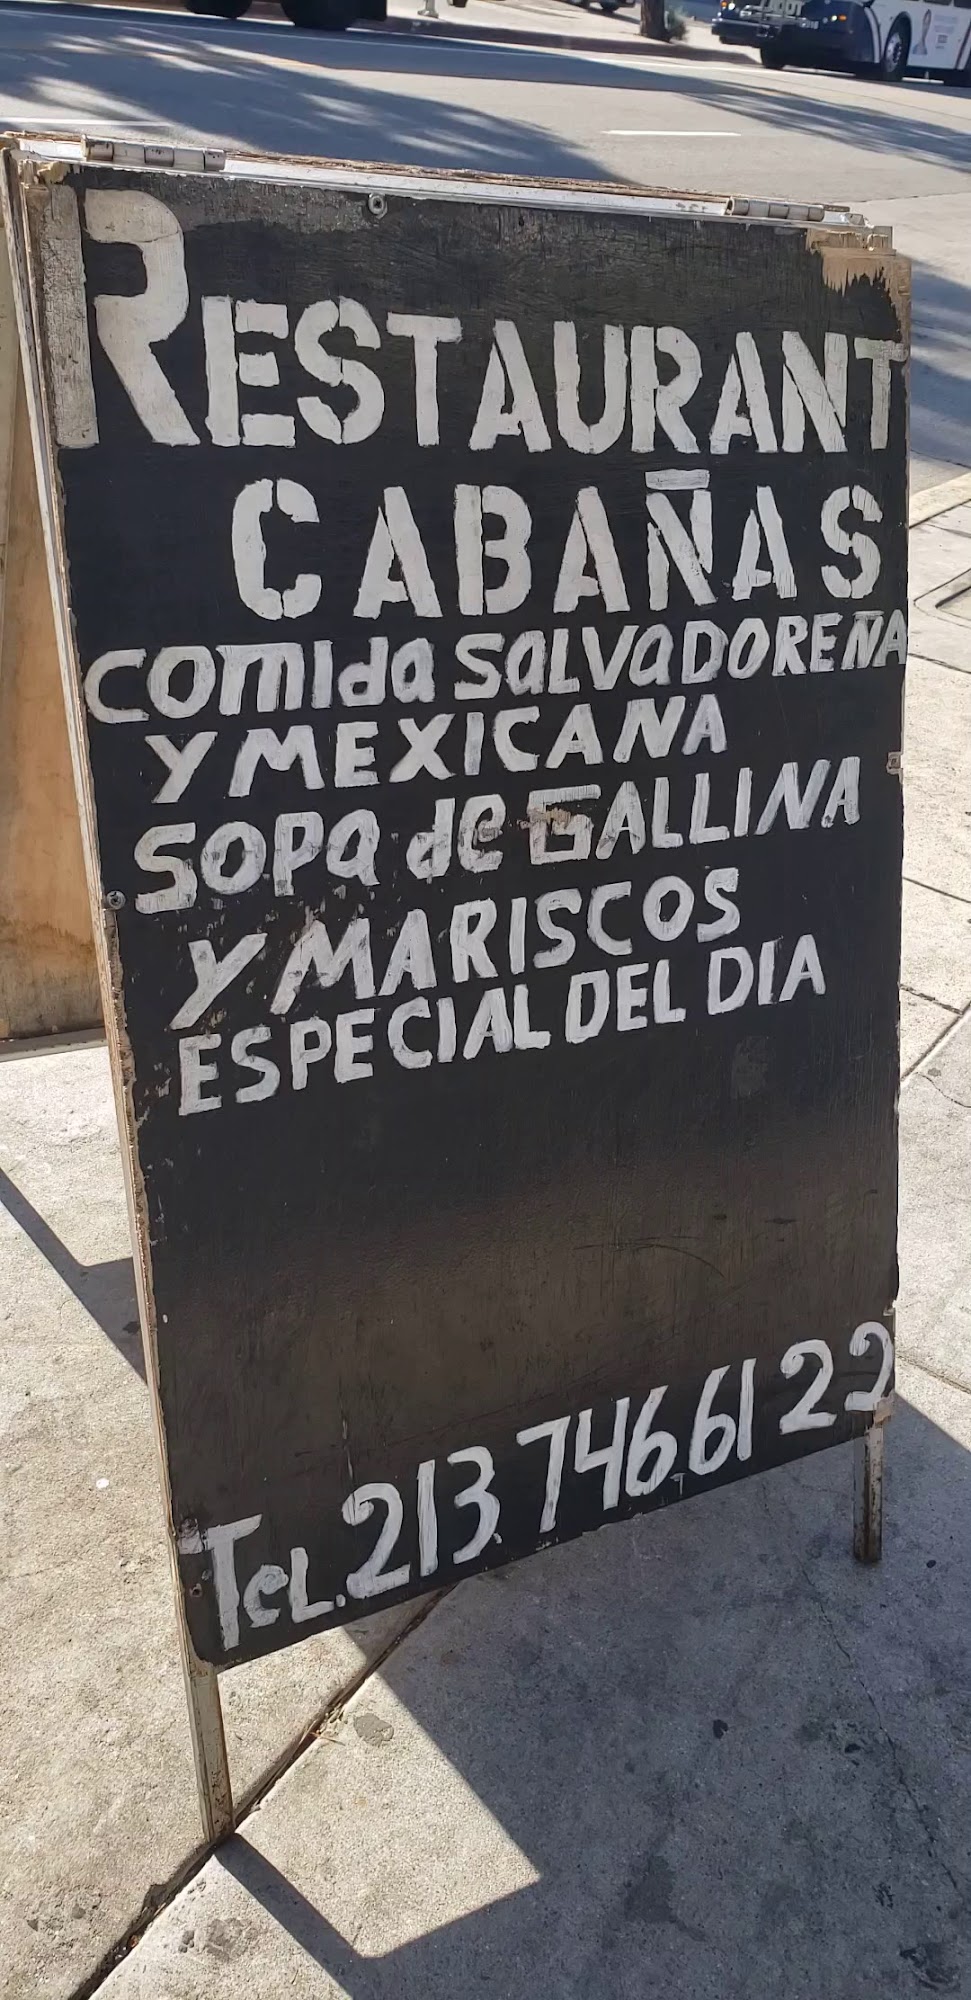 RESTAURANT
CABAÑAS
COMIda SaLVaDOREÑA
Y MEXICANA
SOPa de GALLINA
Y MARISCOS
ESPECIAL DEL DIA
TeL. 213 746 61 22